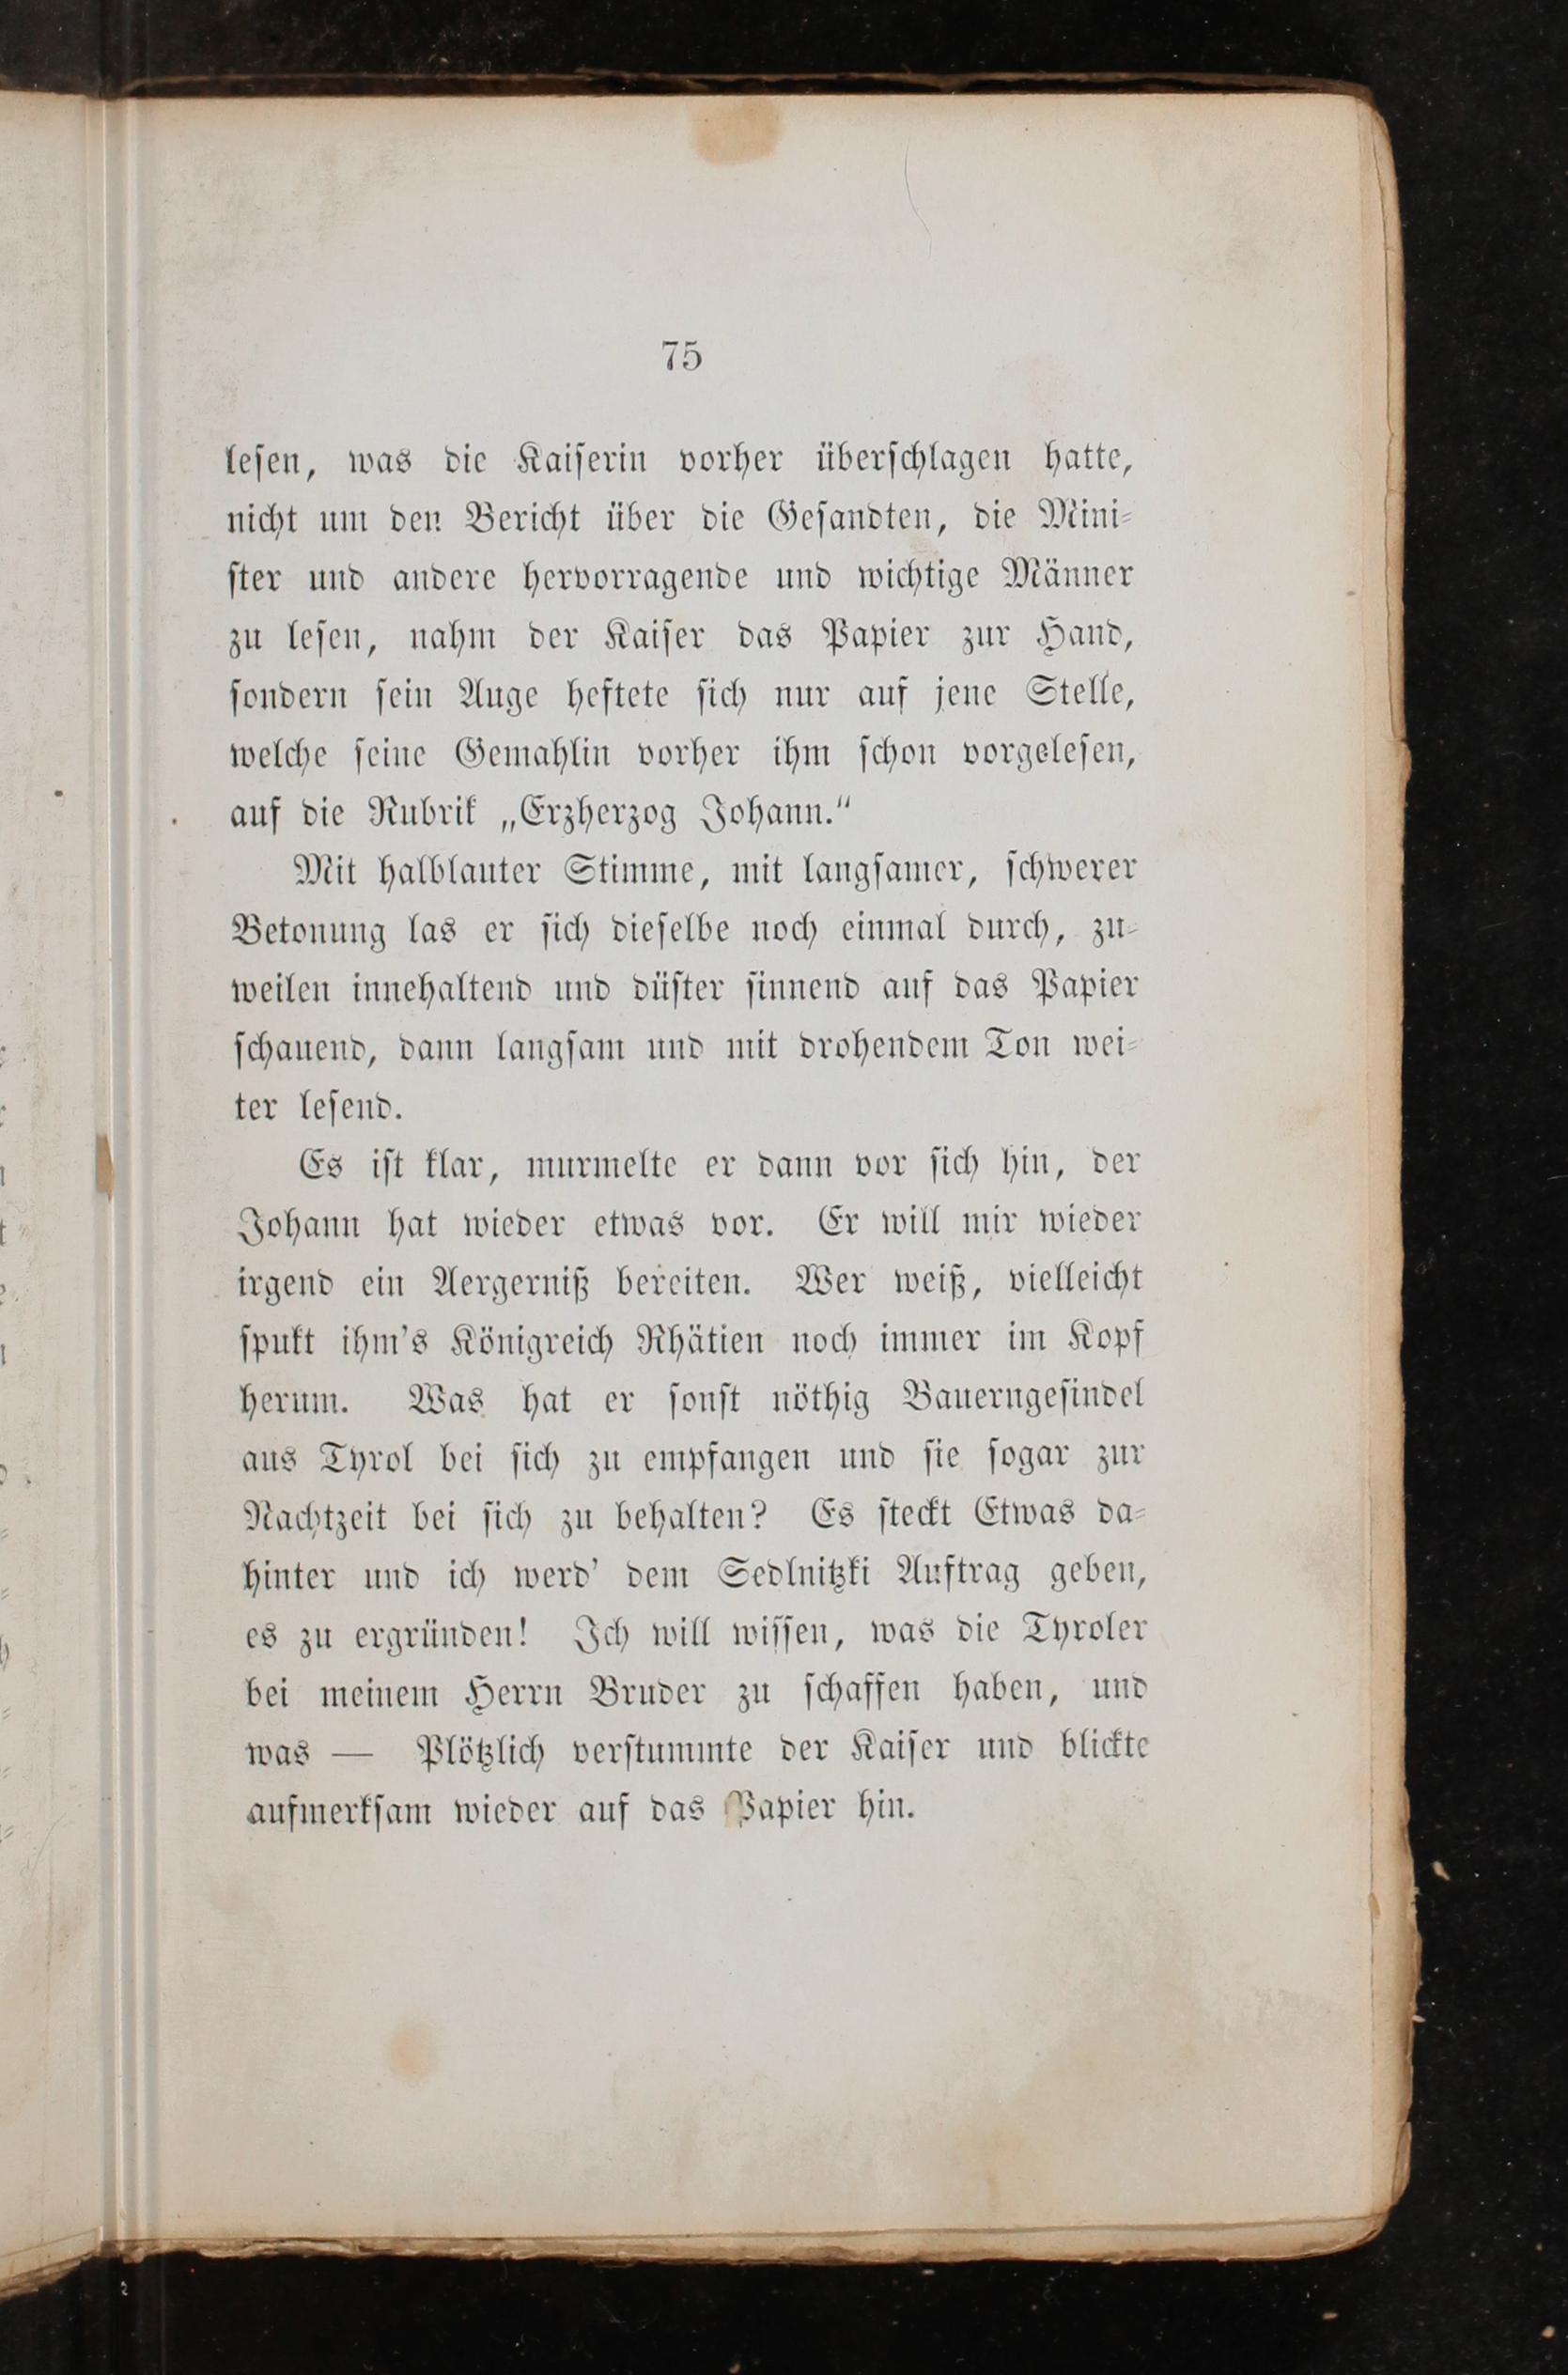 75
lesen, was die Kaiserin vorher überschlagen hatte,
nicht um den Bericht über die Gesandten, die Mini-
ster und andere hervorragende und wichtige Männer
zu lesen, nahm der Kaiser das Papier zur Hand,
sondern sein Auge heftete sich nur auf jene Stelle,
welche seine Gemahlin vorher ihm schon vorgelesen,
auf die Rubrik „Erzherzog Johann.“
Mit halblauter Stimme, mit langsamer, schwerer
Betonung las er sich dieselbe noch einmal durch, zu-
weilen innehaltend und düster sinnend auf das Papier
schauend, dann langsam und mit drohendem Ton wei-
ter lesend.
Es ist klar, murmelte er dann vor sich hin, der
Johann hat wieder etwas vor. Er will mir wieder
irgend ein Aergerniß bereiten. Wer weiß, vielleicht
spukt ihm's Königreich Rhätien noch immer im Kopf
herum. Was hat er sonst nöthig Bauerngesindel
aus Tyrol bei sich zu empfangen und sie sogar zur
Nachtzeit bei sich zu behalten? Es steckt Etwas da-
hinter und ich werd' dem Sedlnitzki Auftrag geben,
es zu ergründen! Ich will wissen, was die Tyroler
bei meinem Herrn Bruder zu schaffen haben, und
was — Plötzlich verstummte der Kaiser und blickte
aufmerksam wieder auf das Papier hin.